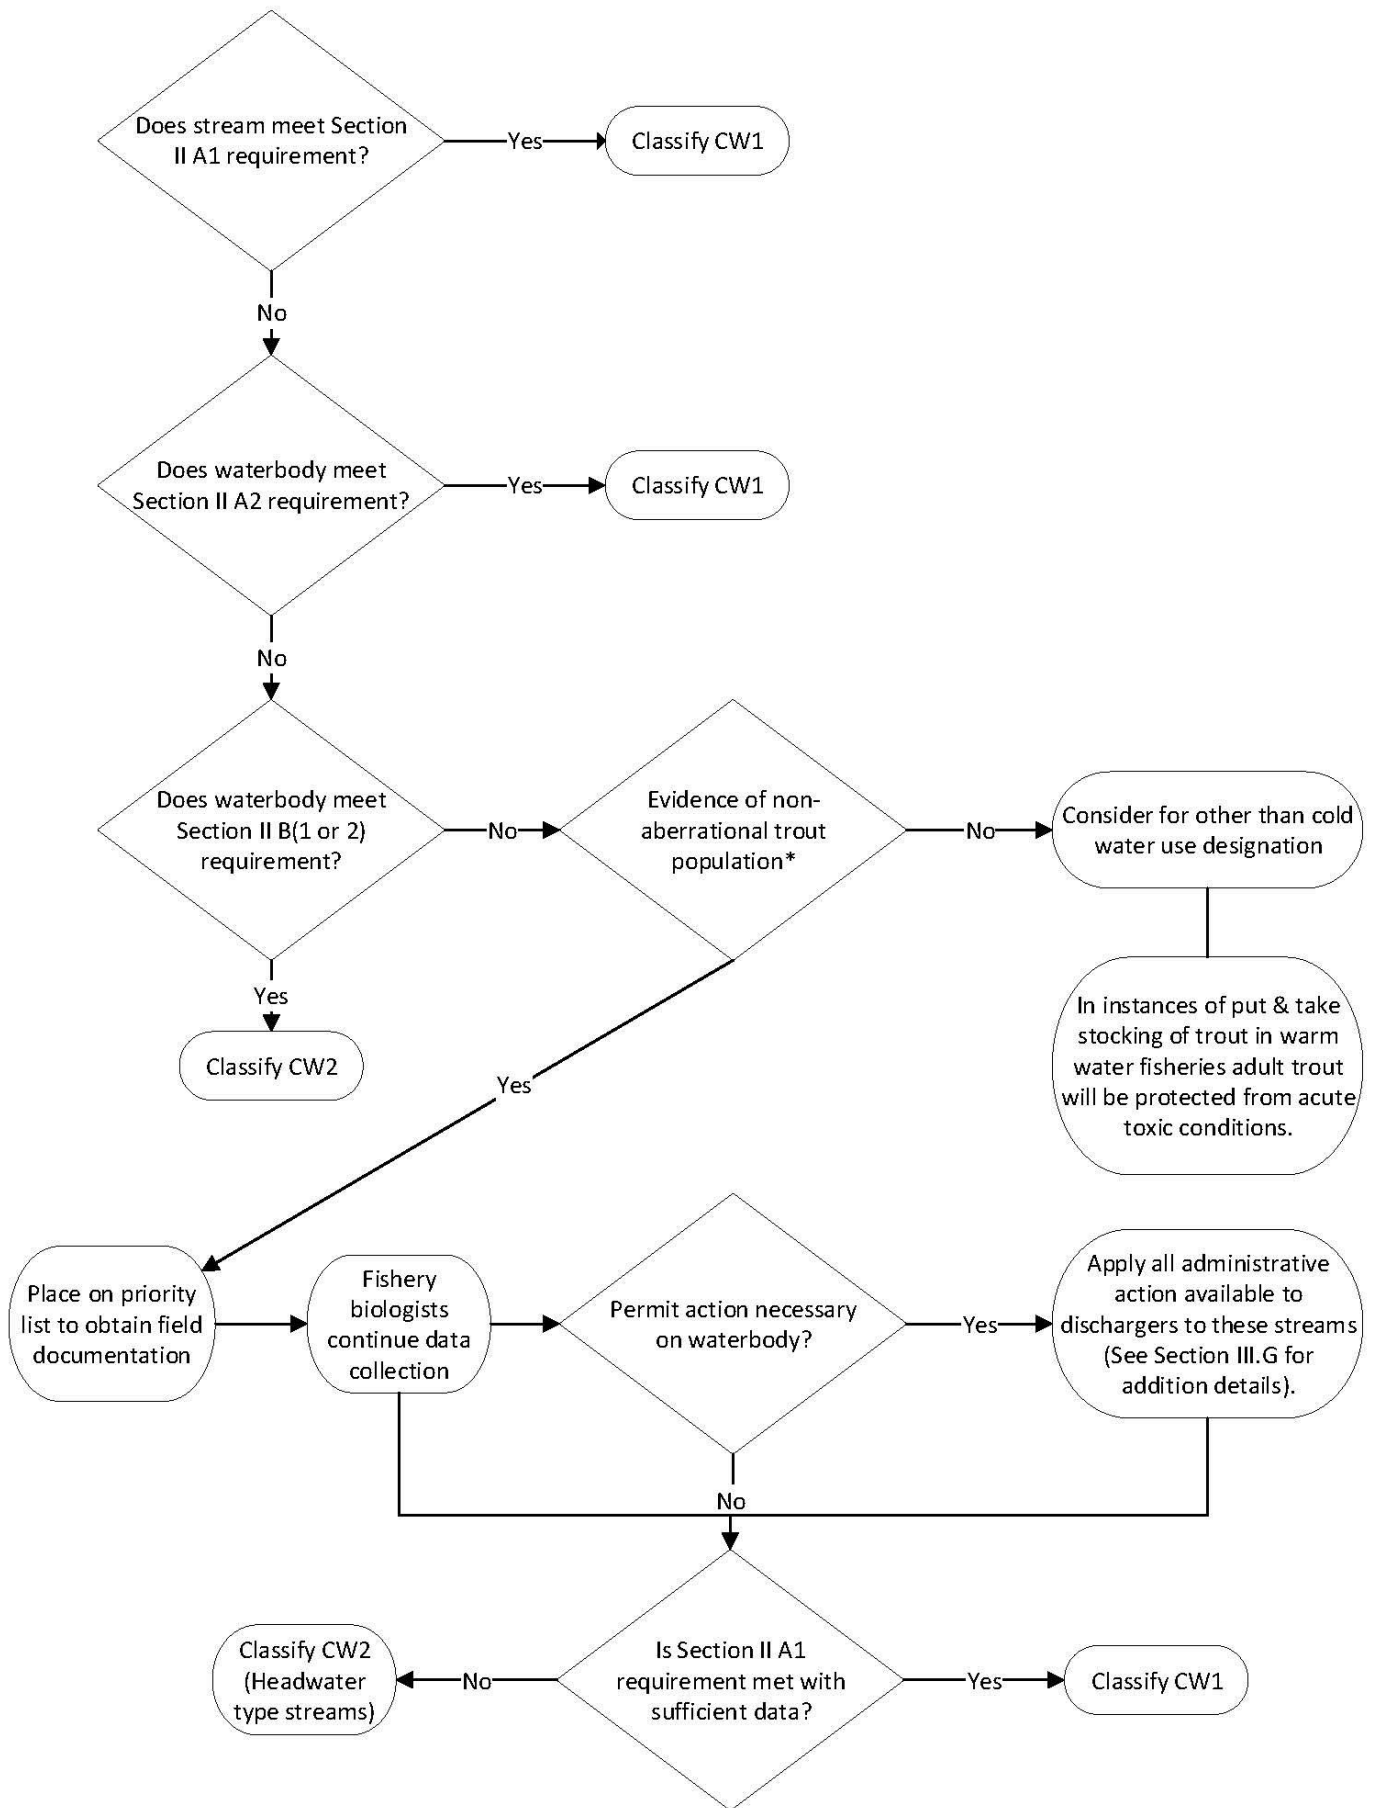 Does stream meet Section
II A1 requirement?
Yes
Classify CW1
No
Does waterbody meet
Section II A2 requirement?
Yes
Classify CW1
No
Does waterbody meet
Section II B(1 or 2)
requirement?
No
Evidence of non-
aberrational trout
population*
No
Consider for other than cold
water use designation
In instances of put & take
stocking of trout in warm
water fisheries adult trout
will be protected from acute
toxic conditions.
Yes
Classify CW2
Yes
Place on priority
list to obtain field
documentation
Fishery
biologists
continue data
collection
Permit action necessary
on waterbody?
Yes
Apply all administrative
action available to
dischargers to these streams
(See Section III.G for
addition details).
No
Is Section II A1
requirement met with
sufficient data?
No
Classify CW2
(Headwater
type streams)
Yes
Classify CW1